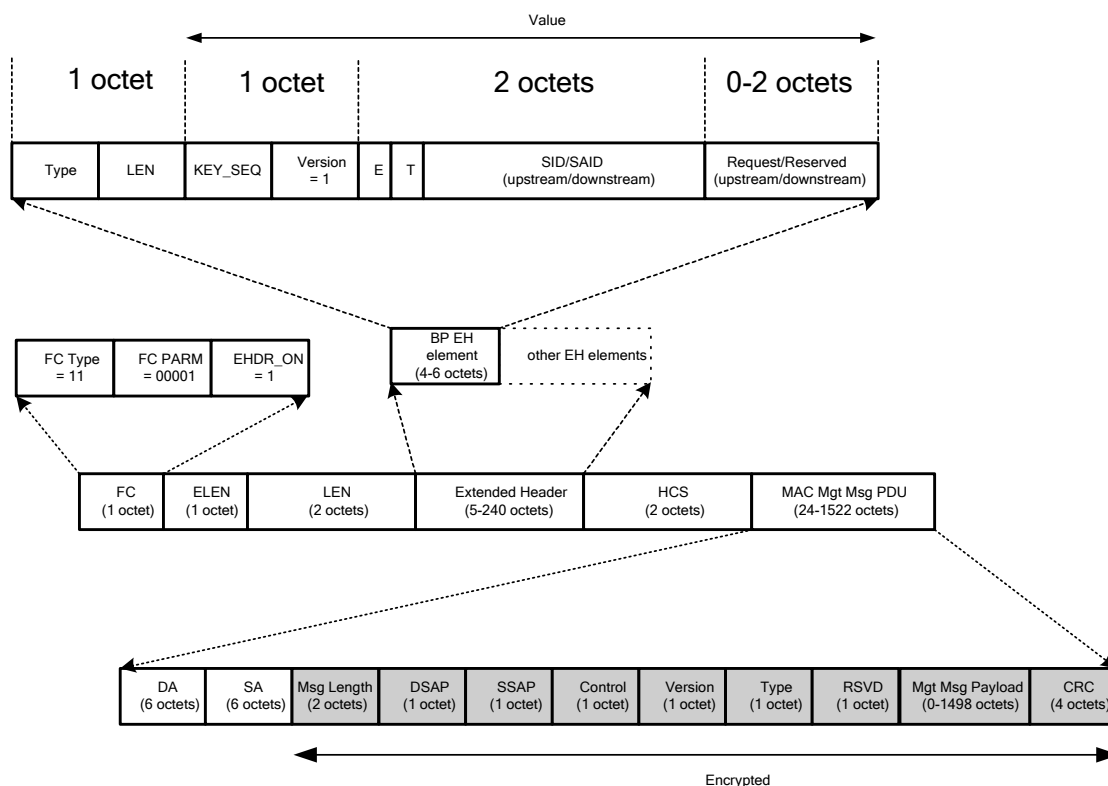 Value
1 octet
1 octet
2 octets
0-2 octets
Type
LEN
KEY_SEQ
Version
= 1
E
T
SID/SAID
(upstream/downstream)
Request/Reserved
(upstream/downstream)
BP EH
element
(4-6 octets)
other EH elements
FC Type
= 11
FC PARM
= 00001
EHDR_ON
= 1
FC
(1 octet)
ELEN
(1 octet)
LEN
(2 octets)
Extended Header
(5-240 octets)
HCS
(2 octets)
MAC Mgt Msg PDU
(24-1522 octets)
DA
(6 octets)
SA
(6 octets)
Msg Length
(2 octets)
DSAP
(1 octet)
SSAP
(1 octet)
Control
(1 octet)
Version
(1 octet)
Type
(1 octet)
RSVD
(1 octet)
Mgt Msg Payload
(0-1498 octets)
CRC
(4 octets)
Encrypted